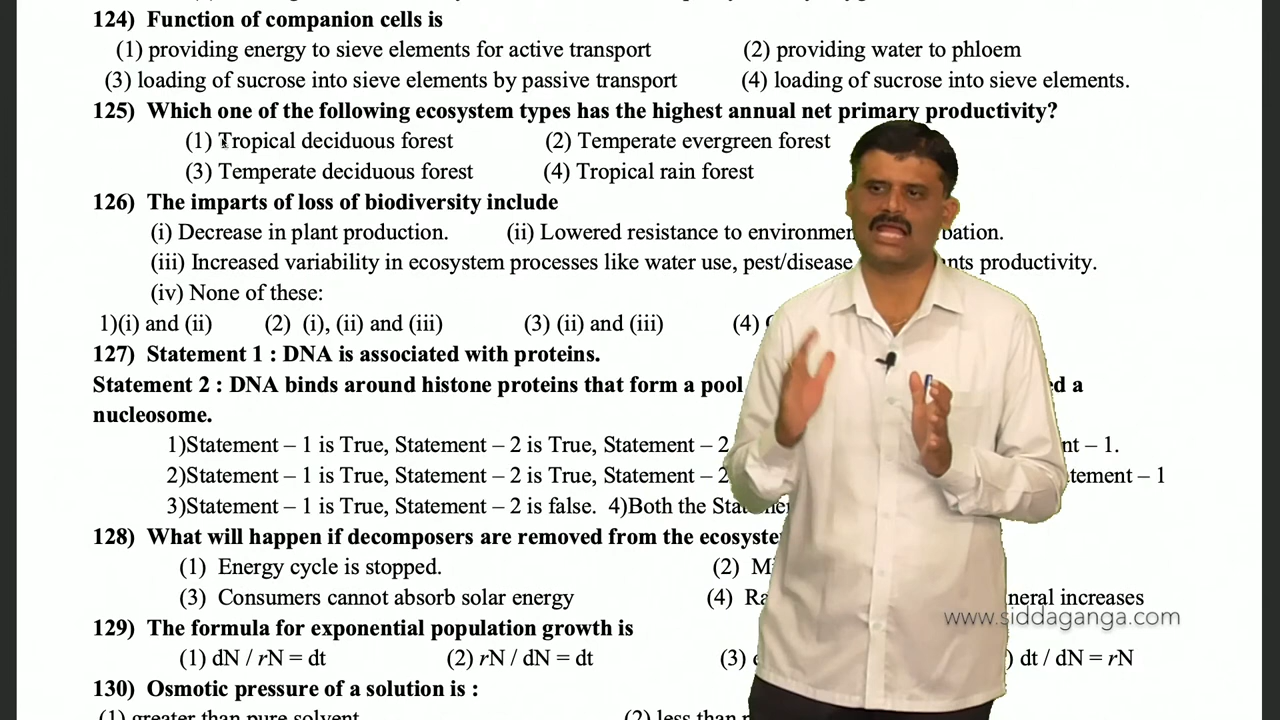 124) Function of companion cells is
(1) providing energy to sieve elements for active transport (2) providing water to phloem
(3) loading of sucrose into sieve elements by passive transport (4) loading of sucrose into sieve elements.
125) Which one of the following ecosystem types has the highest annual net primary productivity?
(1) Tropical deciduous forest (2) Temperate evergreen forest
(3) Temperate deciduous forest (4) Tropical rain forest
126) The imparts of loss of biodiversity include
(i) Decrease in plant production. (ii) Lowered resistance to
(iii) Increased variability in ecosystem processes like water use, pest/disease productivity.
(iv) None of these:
1)(i) and (ii) (2) (i), (ii) and (iii) (3) (ii) and (iii) (4)
127) Statement 1 : DNA is associated with proteins.
Statement 2 : DNA binds around histone proteins that form a pool a
nucleosome.
1)Statement – 1 is True, Statement – 2 is True, Statement – 2 – 1.
2)Statement – 1 is True, Statement – 2 is True, Statement – 2 – 1
3)Statement – 1 is True, Statement – 2 is false. 4)Both the
128) What will happen if decomposers are removed from the
(1) Energy cycle is stopped. (2)
(3) Consumers cannot absorb solar energy (4) increases
129) The formula for exponential population growth is
(1) dN / rN = dt (2) rN / dN = dt (3) dt / dN = rN
130) Osmotic pressure of a solution is :
(1) greater than pure solvent (2) less than
www.siddaganga.com